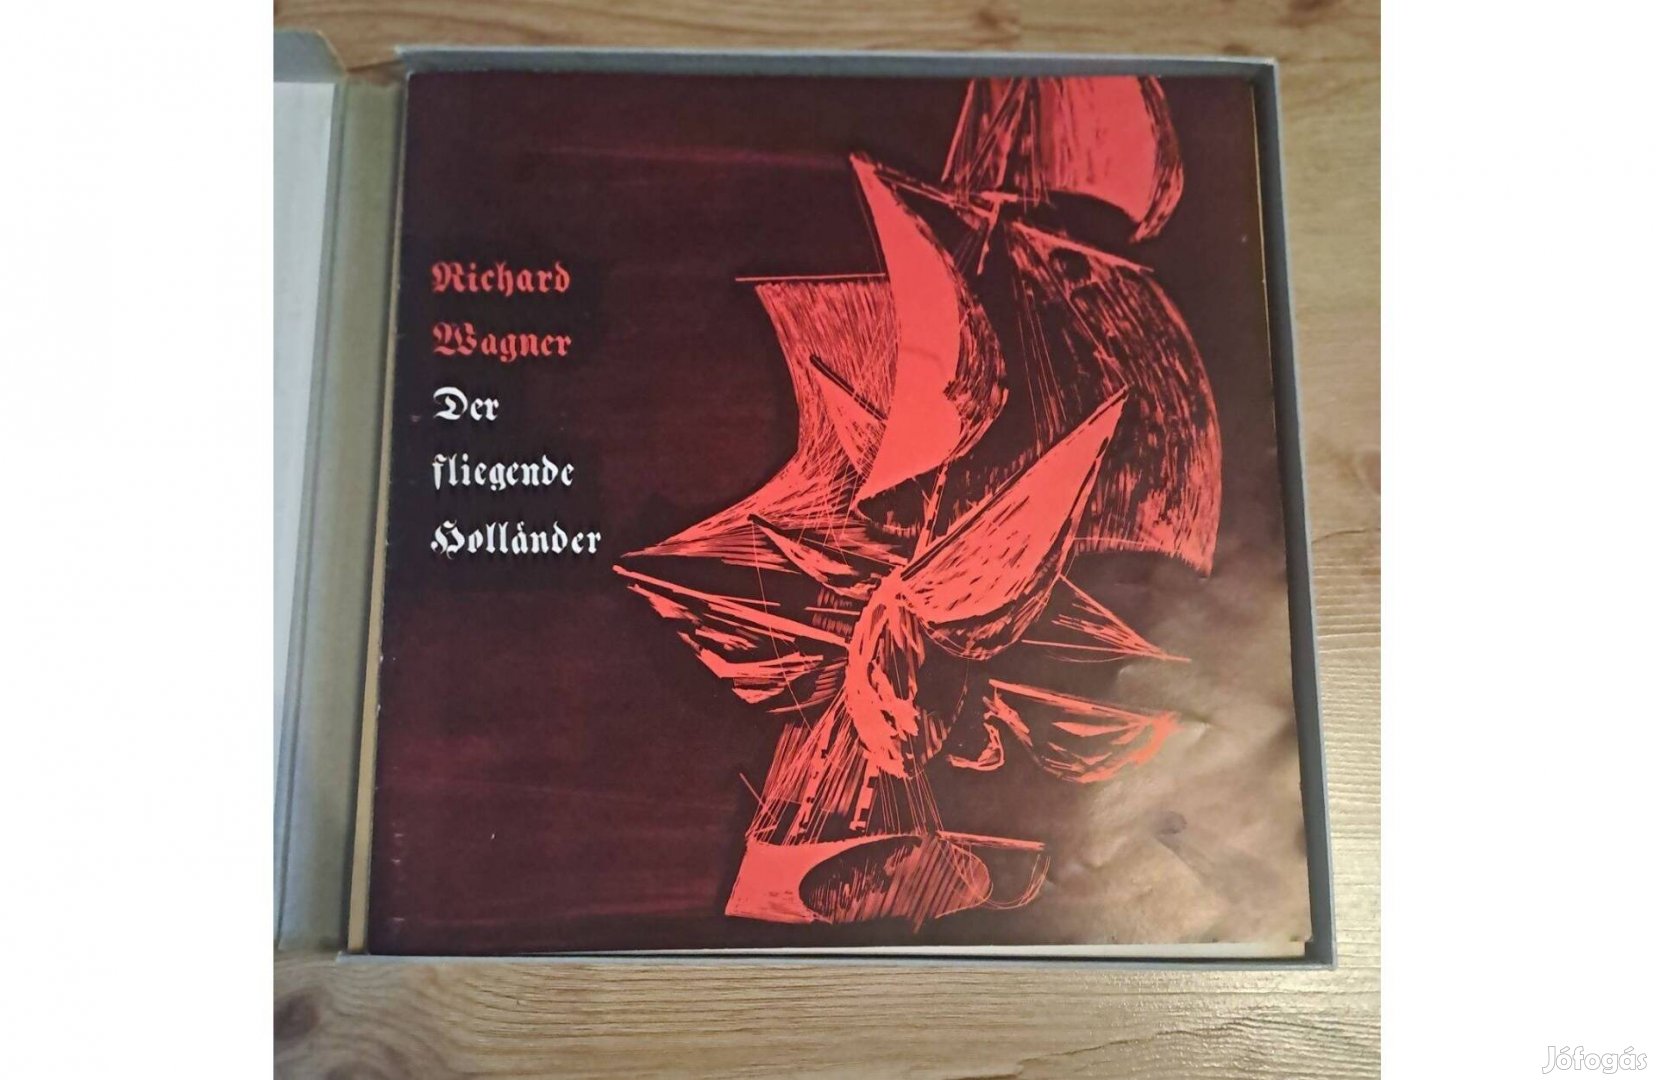 Richard
Wagner
Der
fliegende
Holländer
Jófogás